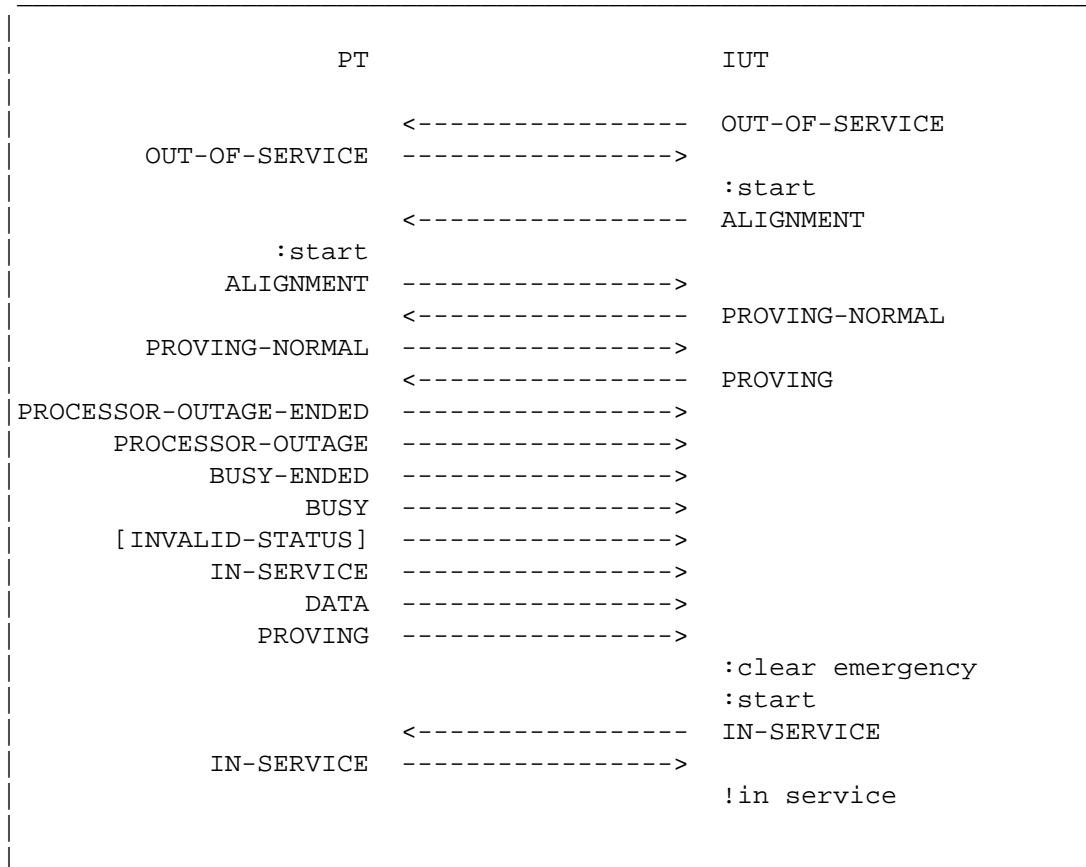 PT IUT
<----------------- OUT-OF-SERVICE
OUT-OF-SERVICE ----------------->
:start
<----------------- ALIGNMENT
:start
ALIGNMENT ----------------->
<----------------- PROVING-NORMAL
PROVING-NORMAL ----------------->
<----------------- PROVING
PROCESSOR-OUTAGE-ENDED ----------------->
PROCESSOR-OUTAGE ----------------->
BUSY-ENDED ----------------->
BUSY ----------------->
[INVALID-STATUS] ----------------->
IN-SERVICE ----------------->
DATA ----------------->
PROVING ----------------->
:clear emergency
:start
<----------------- IN-SERVICE
IN-SERVICE ----------------->
!in service